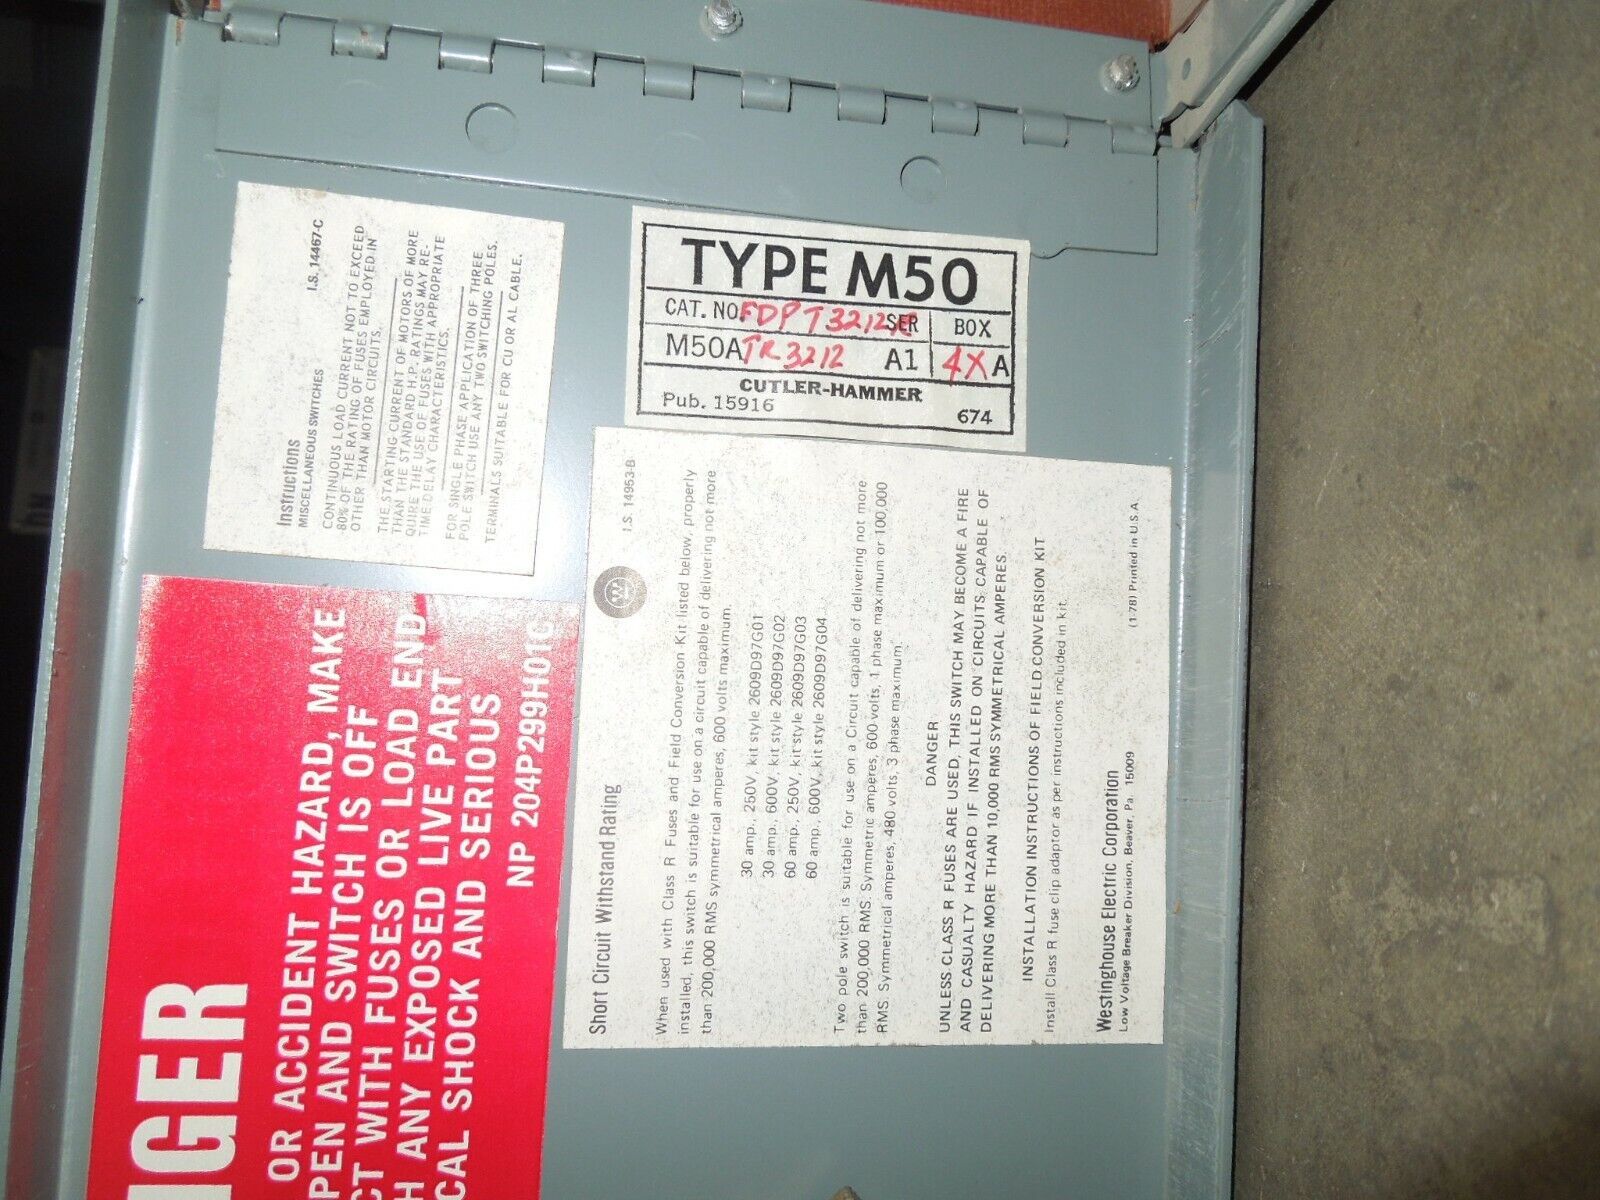 TYPE M50
CAT. NO. FDPT3212R SER BOX
M50A TR3212 A1 4X A
CUTLER-HAMMER
Pub. 15916 674
Instructions I.S. 14467-C
MISCELLANEOUS SWITCHES
CONTINUOUS LOAD CURRENT NOT TO EXCEED
80% OF THE RATING OF FUSES EMPLOYED IN
OTHER THAN MOTOR CIRCUITS.
THE STARTING CURRENT OF MOTORS OF MORE
THAN THE STANDARD H.P. RATINGS MAY RE-
QUIRE THE USE OF FUSES WITH APPROPRIATE
TIME DELAY CHARACTERISTICS.
FOR SINGLE PHASE APPLICATION OF THREE
POLE SWITCH USE ANY TWO SWITCHING POLES.
TERMINALS SUITABLE FOR CU OR AL CABLE.
NGER
OR ACCIDENT HAZARD, MAKE
PEN AND SWITCH IS OFF
CT WITH FUSES OR LOAD END
H ANY EXPOSED LIVE PART
CAL SHOCK AND SERIOUS
NP 204P299H01C
Short Circuit Withstand Rating I.S. 14953-B
When used with Class R Fuses and Field Conversion Kit listed below, properly
installed, this switch is suitable for use on a circuit capable of delivering not more
than 200,000 RMS symmetrical amperes, 600 volts maximum.
30 amp., 250V, kit style 2609D97G01
30 amp., 600V, kit style 2609D97G02
60 amp., 250V, kit style 2609D97G03
60 amp., 600V, kit style 2609D97G04
Two pole switch is suitable for use on a Circuit capable of delivering not more
than 200,000 RMS. Symmetric amperes, 600 volts, 1 phase maximum or 100,000
RMS. Symmetrical amperes, 480 volts, 3 phase maximum.
DANGER
UNLESS CLASS R FUSES ARE USED, THIS SWITCH MAY BECOME A FIRE
AND CASUALTY HAZARD IF INSTALLED ON CIRCUITS CAPABLE OF
DELIVERING MORE THAN 10,000 RMS SYMMETRICAL AMPERES.
INSTALLATION INSTRUCTIONS OF FIELD CONVERSION KIT
Install Class R fuse clip adaptor as per instructions included in kit.
Westinghouse Electric Corporation
Low Voltage Breaker Division, Beaver, Pa. 15009 (1-78) Printed in U.S.A.